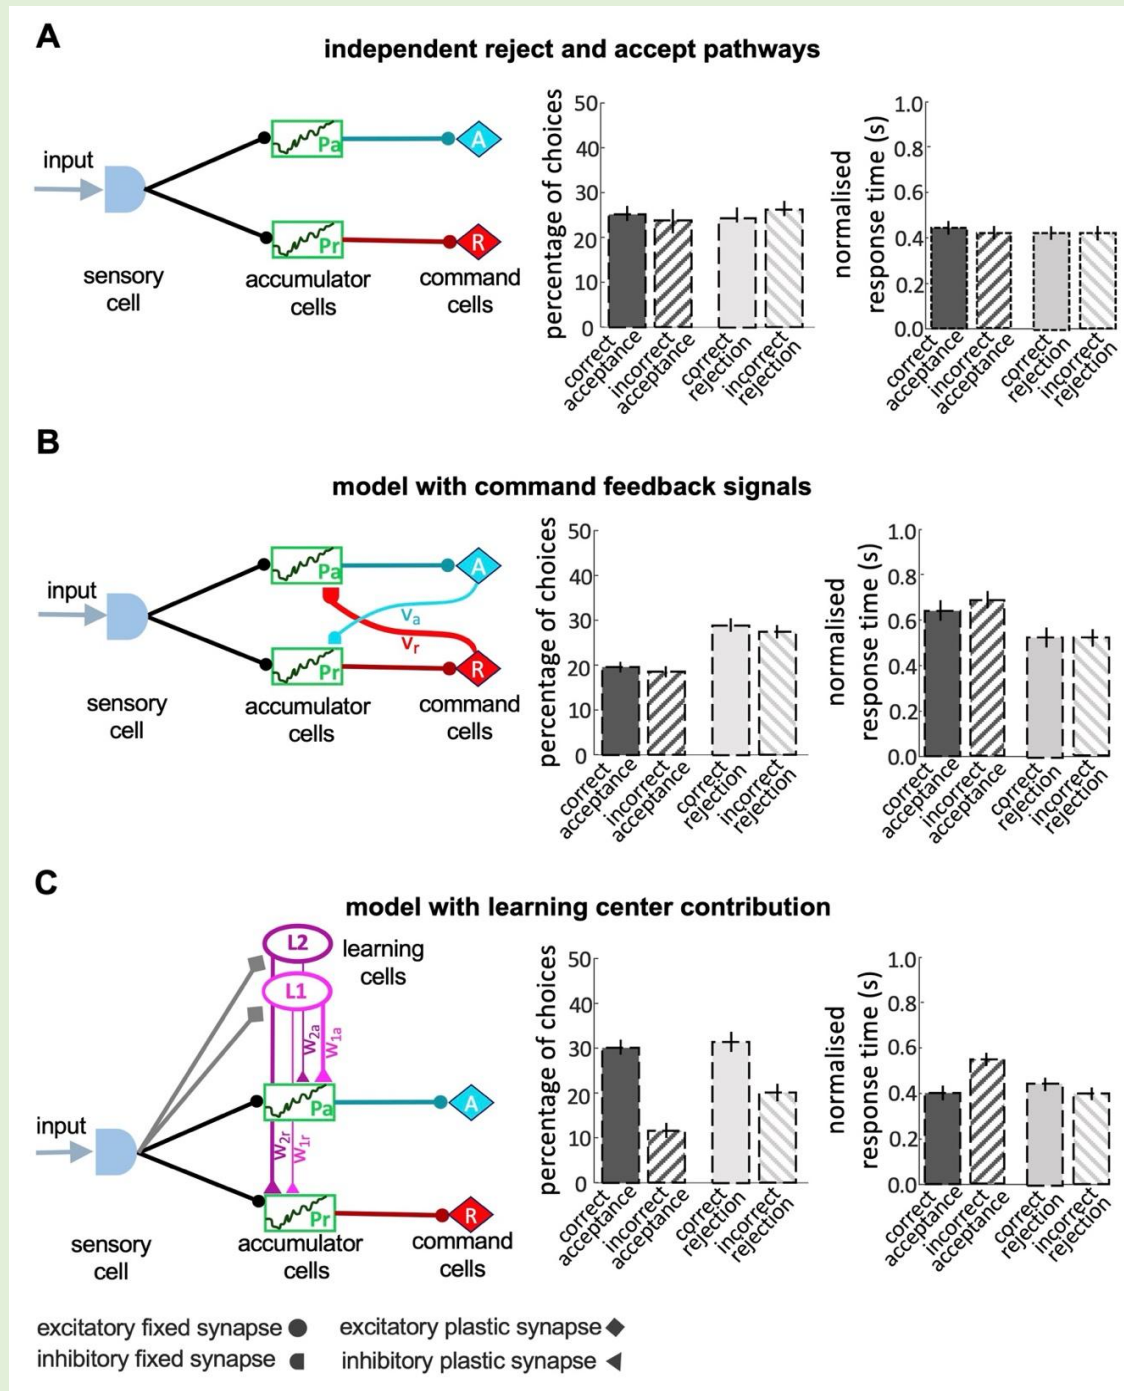 A
independent reject and accept pathways
input
Pa
A
Pr
R
sensory
cell
accumulator
cells
command
cells
percentage of choices
50
40
30
20
10
0
correct
acceptance
incorrect
acceptance
correct
rejection
incorrect
rejection
normalised
response time (s)
1.0
0.8
0.6
0.4
0.2
0.0
correct
acceptance
incorrect
acceptance
correct
rejection
incorrect
rejection
B
model with command feedback signals
input
Pa
A
va
vr
Pr
R
sensory
cell
accumulator
cells
command
cells
percentage of choices
50
40
30
20
10
0
correct
acceptance
incorrect
acceptance
correct
rejection
incorrect
rejection
normalised
response time (s)
1.0
0.8
0.6
0.4
0.2
0.0
correct
acceptance
incorrect
acceptance
correct
rejection
incorrect
rejection
C
model with learning center contribution
L2
L1
learning
cells
w2a
w1a
input
Pa
A
w2r
w1r
Pr
R
sensory
cell
accumulator
cells
command
cells
percentage of choices
50
40
30
20
10
0
correct
acceptance
incorrect
acceptance
correct
rejection
incorrect
rejection
normalised
response time (s)
1.0
0.8
0.6
0.4
0.2
0.0
correct
acceptance
incorrect
acceptance
correct
rejection
incorrect
rejection
excitatory fixed synapse
excitatory plastic synapse
inhibitory fixed synapse
inhibitory plastic synapse